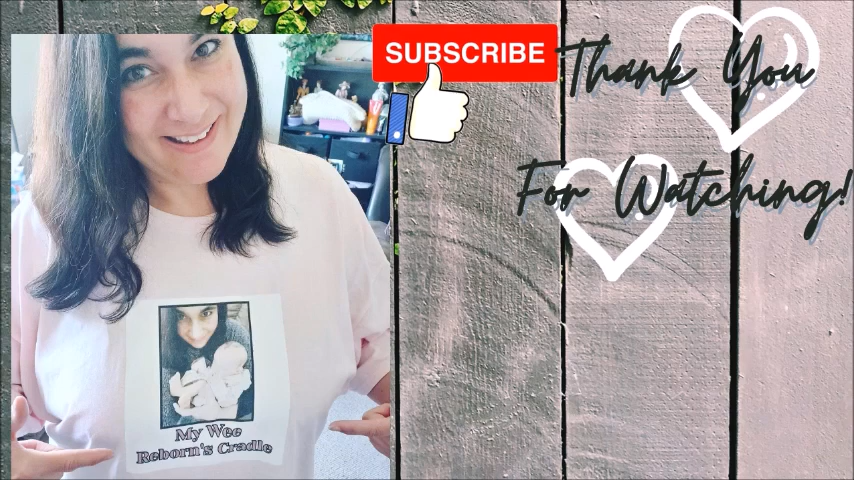 SUBSCRIBE
Thank You
For Watching!
My Wee
Reborn's Cradle